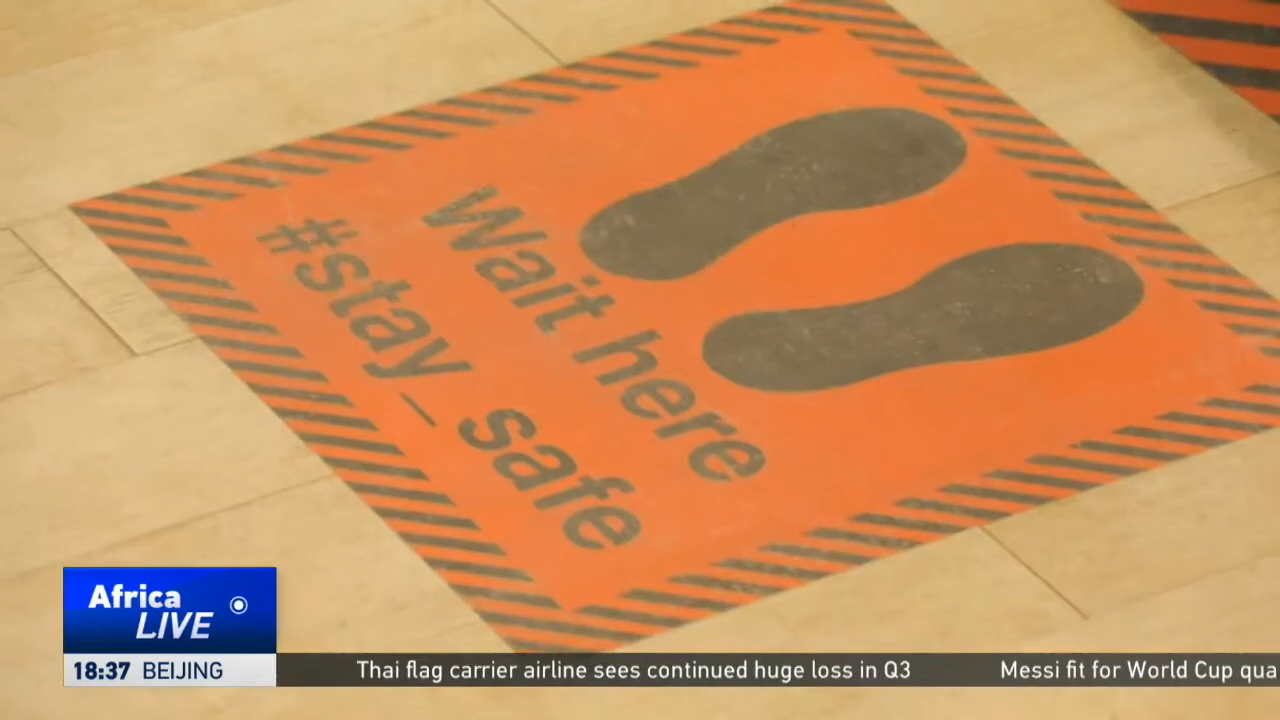 Wait here
#stay_safe
Africa
LIVE
18:37 BEIJING
Thai flag carrier airline sees continued huge loss in Q3
Messi fit for World Cup qua